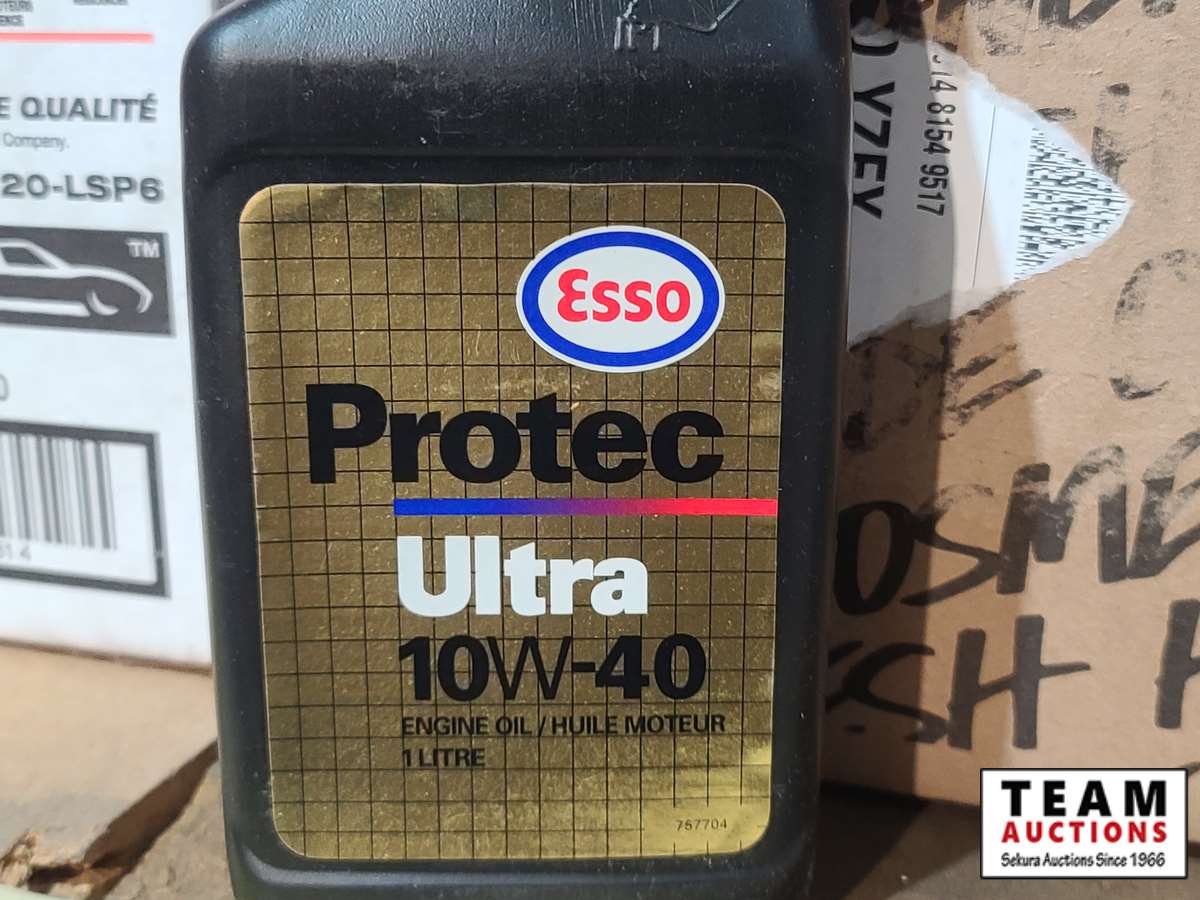 E QUALITÉ
Company.
20-LSP6
TM
Esso
Protec
Ultra
10W-40
ENGINE OIL / HUILE MOTEUR
1 LITRE
757704
Y7EY
14 8154 9517
TEAM
AUCTIONS
Sekura Auctions Since 1966